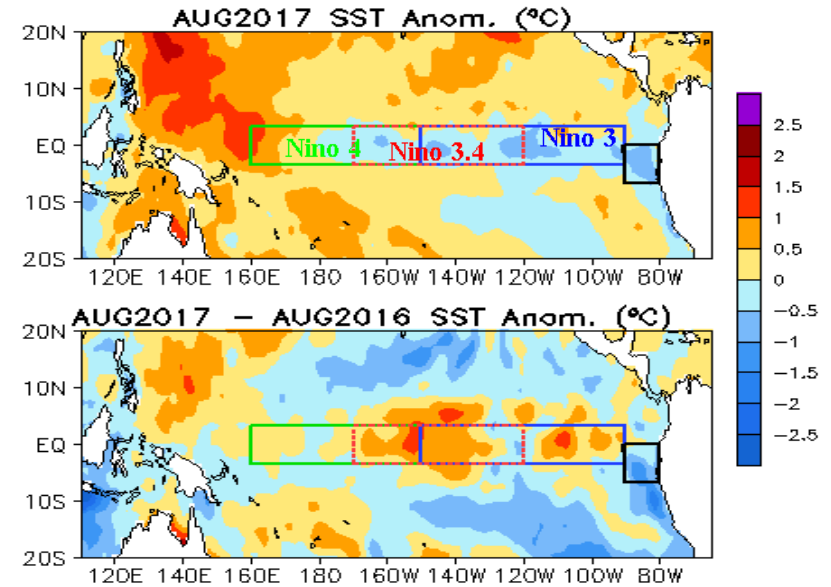 AUG2017 SST Anom. (ºC)
20N
10N
EQ
10S
20S
Nino 4
Nino 3.4
Nino 3
120E 140E 160E 180 160W 140W 120W 100W 80W
AUG2017 – AUG2016 SST Anom. (ºC)
20N
10N
EQ
10S
20S
120E 140E 160E 180 160W 140W 120W 100W 80W
2.5
2
1.5
1
0.5
0
−0.5
−1
−1.5
−2
−2.5